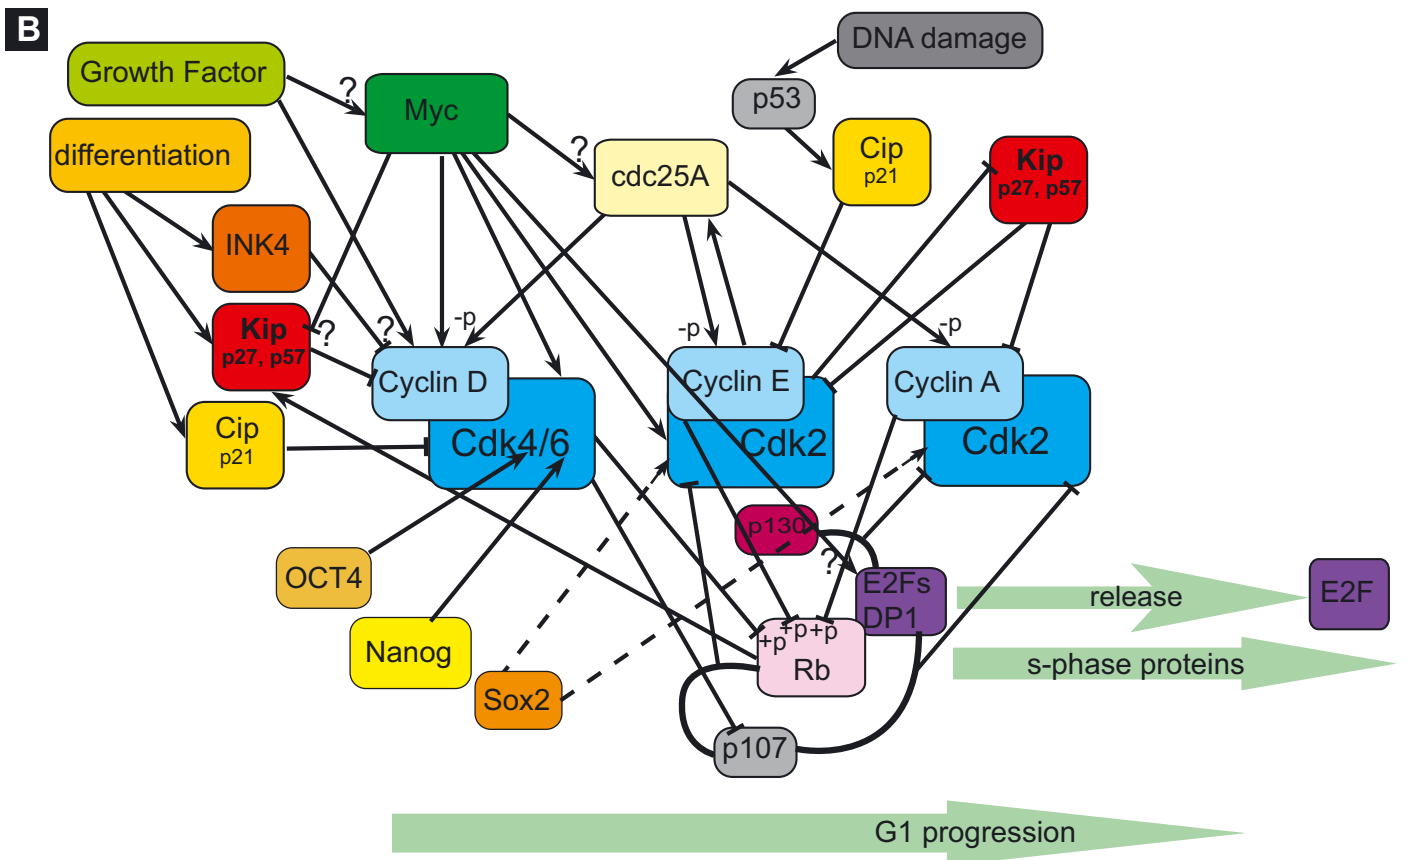 B
DNA damage
Growth Factor
?
Myc
p53
differentiation
?
cdc25A
Cip
p21
Kip
p27, p57
INK4
Kip
p27, p57
?
?
-p
-p
-p
Cyclin D
Cyclin E
Cyclin A
Cip
p21
Cdk4/6
Cdk2
Cdk2
p130
?
OCT4
E2Fs
DP1
release
E2F
Nanog
+p
+p
+p
Rb
s-phase proteins
Sox2
p107
G1 progression